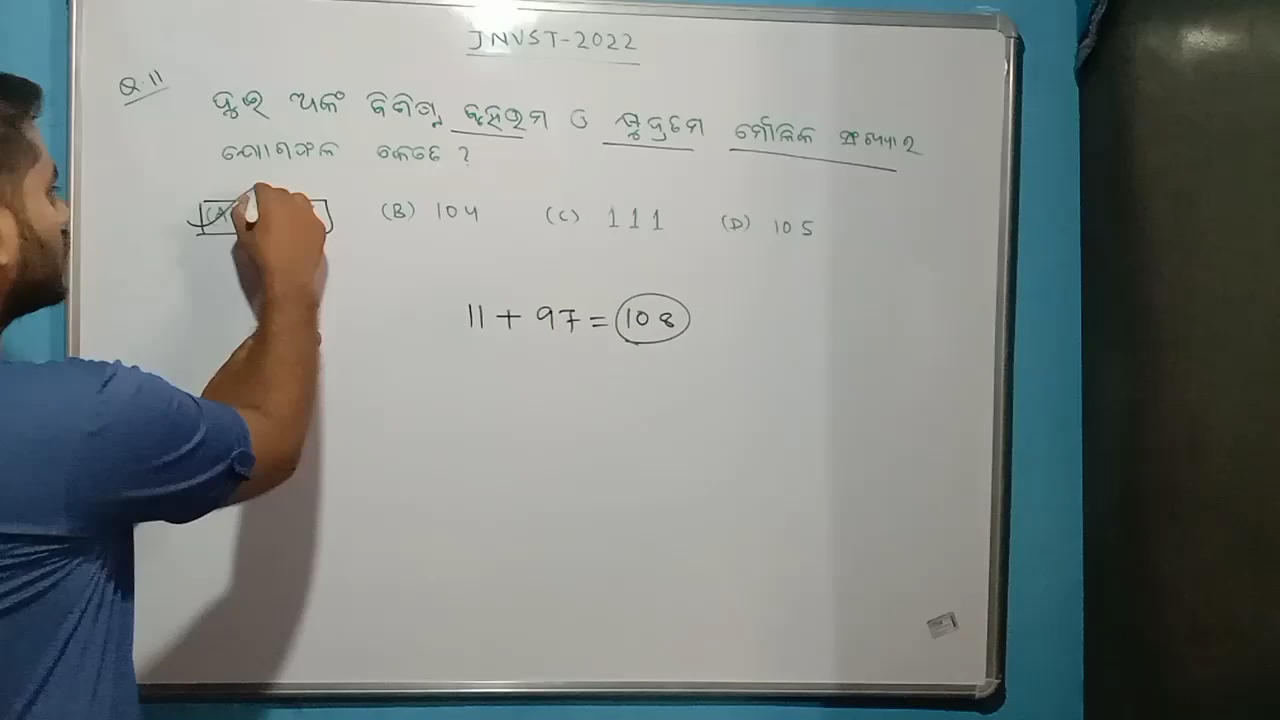 JNVST-2022
Q.11
ଦୁଇ ଅଙ୍କ ବିଶିଷ୍ଟ ବୃହତ୍ତମ ଓ କ୍ଷୁଦ୍ରତମ ମୌଳିକ ସଂଖ୍ୟାର
ଯୋଗଫଳ କେତେ ?
(A) (B) 104 (C) 111 (D) 105
11 + 97 = 108